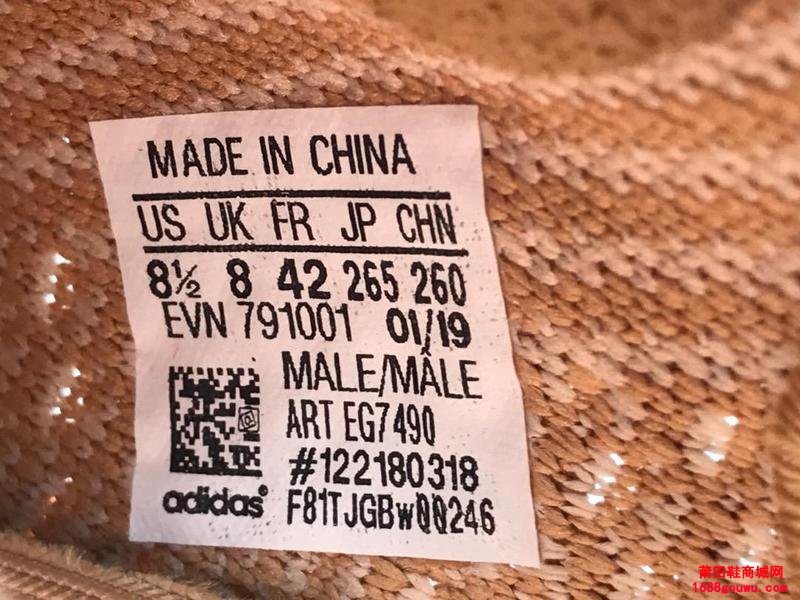 MADE IN CHINA
US UK FR JP CHN
8½ 8 42 265 260
EVN 791001 01/19
MALE/MÂLE
ART EG7490
#122180318
adidas® F81TJGBw00246
莆田鞋商城网
1688gouwu.com